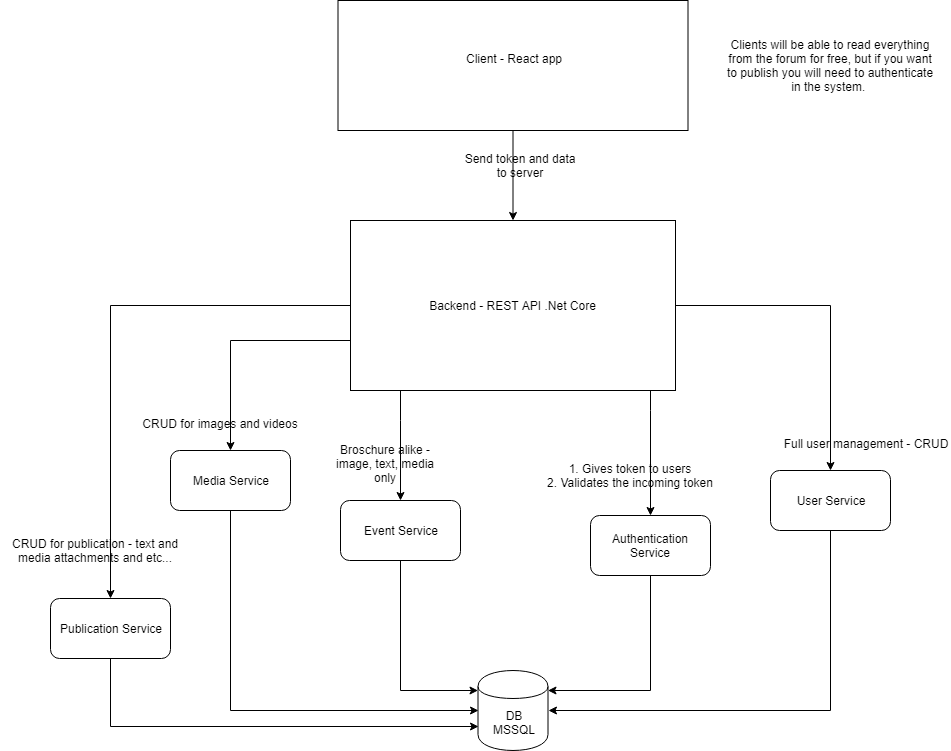 Client - React app
Clients will be able to read everything
from the forum for free, but if you want
to publish you will need to authenticate
in the system.
Send token and data
to server
Backend - REST API .Net Core
CRUD for images and videos
Media Service
Broschure alike -
image, text, media
only
Event Service
1. Gives token to users
2. Validates the incoming token
Authentication
Service
Full user management - CRUD
User Service
CRUD for publication - text and
media attachments and etc...
Publication Service
DB
MSSQL